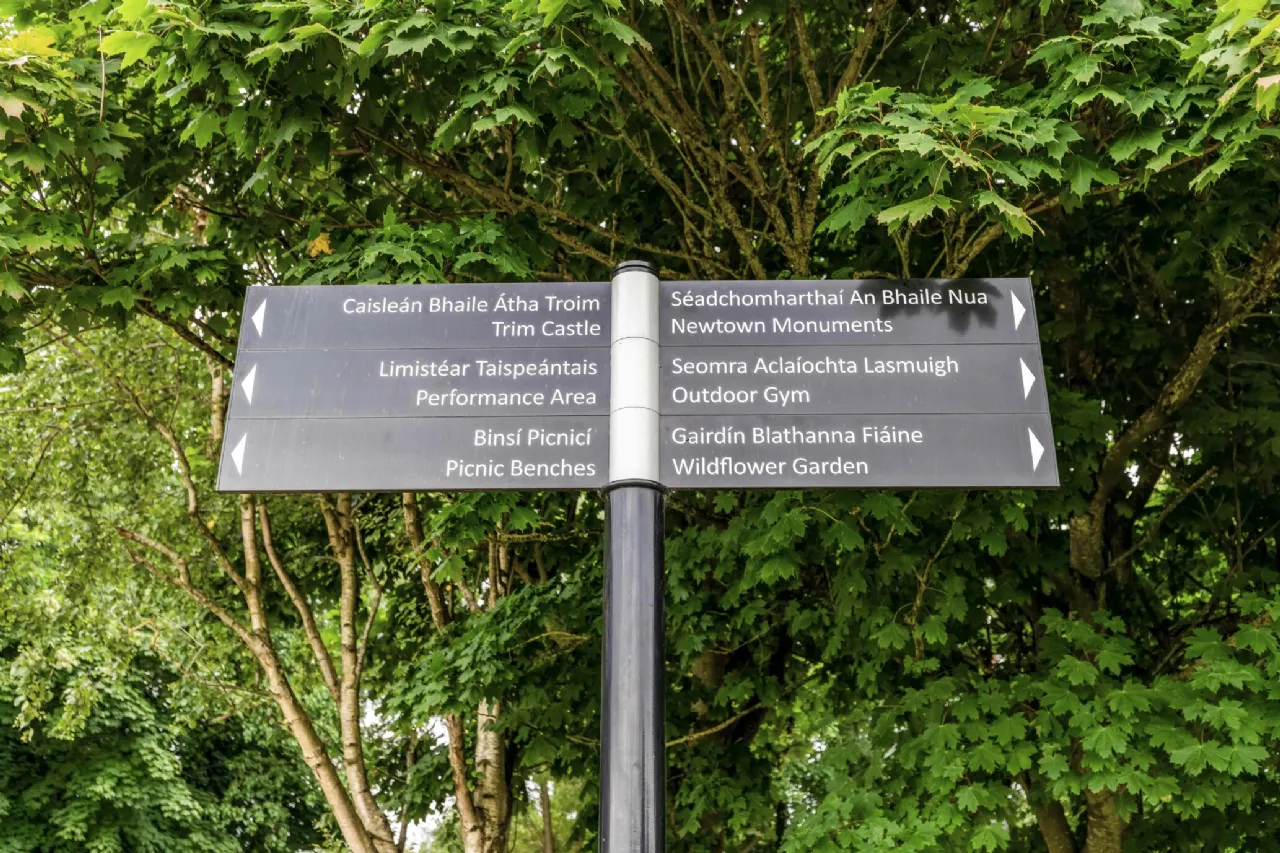 Caisleán Bhaile Átha Troim
Trim Castle
Limistéar Taispeántais
Performance Area
Binsí Picnicí
Picnic Benches
Séadchomharthaí An Bhaile Nua
Newtown Monuments
Seomra Aclaíochta Lasmuigh
Outdoor Gym
Gairdín Blathanna Fiáine
Wildflower Garden